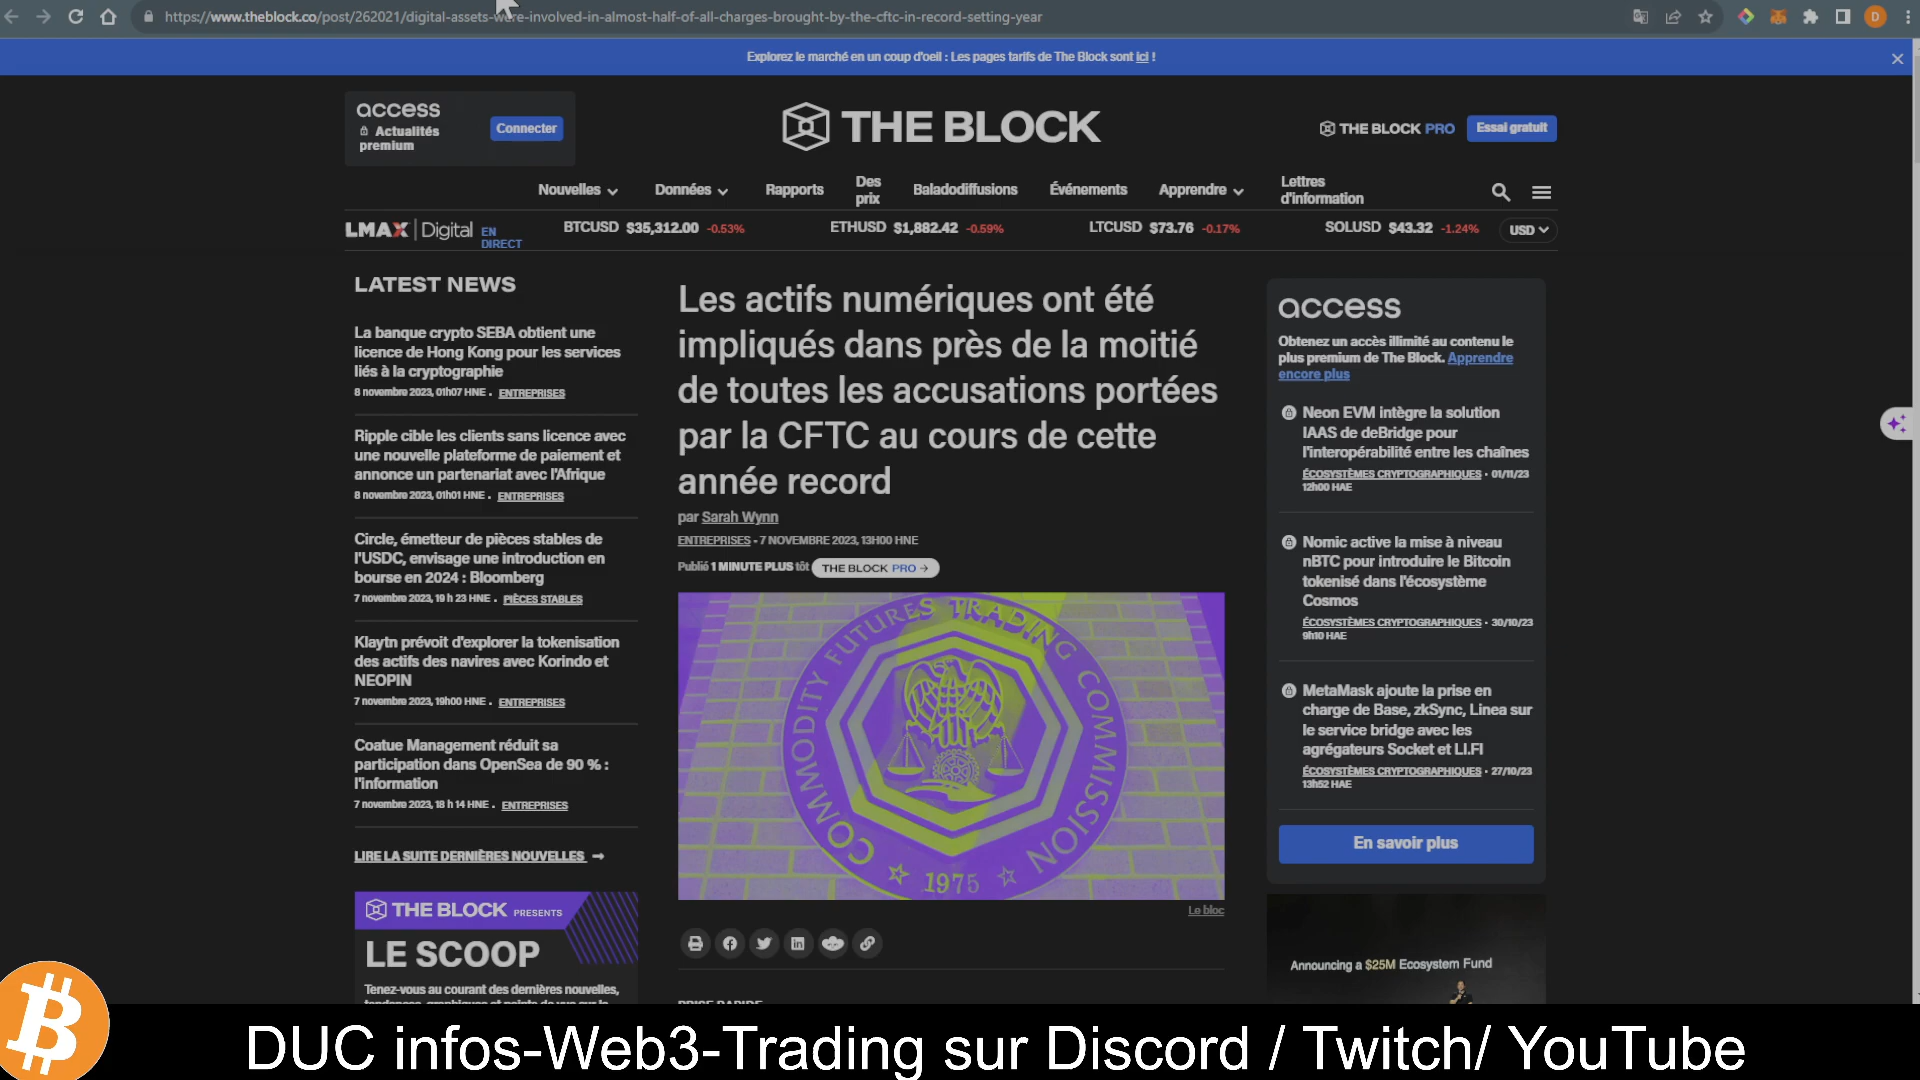 https://www.theblock.co/post/262021/digital-assets-were-involved-in-almost-half-of-all-charges-brought-by-the-cftc-in-record-setting-year
D
Explorez le marché en un coup d'oeil : Les pages tarifs de The Block sont ici !
access
Actualités
premium
Connecter
THE BLOCK
THE BLOCK PRO
Essai gratuit
Nouvelles
Données
Rapports
Des
prix
Baladodiffusions
Événements
Apprendre
Lettres
d'information
LMAX Digital
EN
DIRECT
BTCUSD $35,312.00 -0.53%
ETHUSD $1,882.42 -0.59%
LTCUSD $73.76 -0.17%
SOLUSD $43.32 -1.24%
USD
LATEST NEWS
La banque crypto SEBA obtient une
licence de Hong Kong pour les services
liés à la cryptographie
8 novembre 2023, 01h07 HNE . ENTREPRISES
Ripple cible les clients sans licence avec
une nouvelle plateforme de paiement et
annonce un partenariat avec l'Afrique
8 novembre 2023, 01h01 HNE . ENTREPRISES
Circle, émetteur de pièces stables de
l'USDC, envisage une introduction en
bourse en 2024 : Bloomberg
7 novembre 2023, 19 h 23 HNE . PIÈCES STABLES
Klaytn prévoit d'explorer la tokenisation
des actifs des navires avec Korindo et
NEOPIN
7 novembre 2023, 19h00 HNE . ENTREPRISES
Coatue Management réduit sa
participation dans OpenSea de 90 % :
l'information
7 novembre 2023, 18 h 14 HNE . ENTREPRISES
LIRE LA SUITE DERNIÈRES NOUVELLES →
THE BLOCK PRESENTS
LE SCOOP
Tenez-vous au courant des dernières nouvelles,
Les actifs numériques ont été
impliqués dans près de la moitié
de toutes les accusations portées
par la CFTC au cours de cette
année record
par Sarah Wynn
ENTREPRISES • 7 NOVEMBRE 2023, 13H00 HNE
Publié 1 MINUTE PLUS tôt THE BLOCK PRO →
COMMODITY FUTURES TRADING COMMISSION
1975
Le bloc
access
Obtenez un accès illimité au contenu le
plus premium de The Block. Apprendre
encore plus
Neon EVM intègre la solution
IAAS de deBridge pour
l'interopérabilité entre les chaînes
ÉCOSYSTÈMES CRYPTOGRAPHIQUES • 01/11/23
12h00 HAE
Nomic active la mise à niveau
nBTC pour introduire le Bitcoin
tokenisé dans l'écosystème
Cosmos
ÉCOSYSTÈMES CRYPTOGRAPHIQUES • 30/10/23
9h10 HAE
MetaMask ajoute la prise en
charge de Base, zkSync, Linea sur
le service bridge avec les
agrégateurs Socket et LI.FI
ÉCOSYSTÈMES CRYPTOGRAPHIQUES • 27/10/23
13h52 HAE
En savoir plus
Announcing a $25M Ecosystem Fund
DUC infos-Web3-Trading sur Discord / Twitch/ YouTube